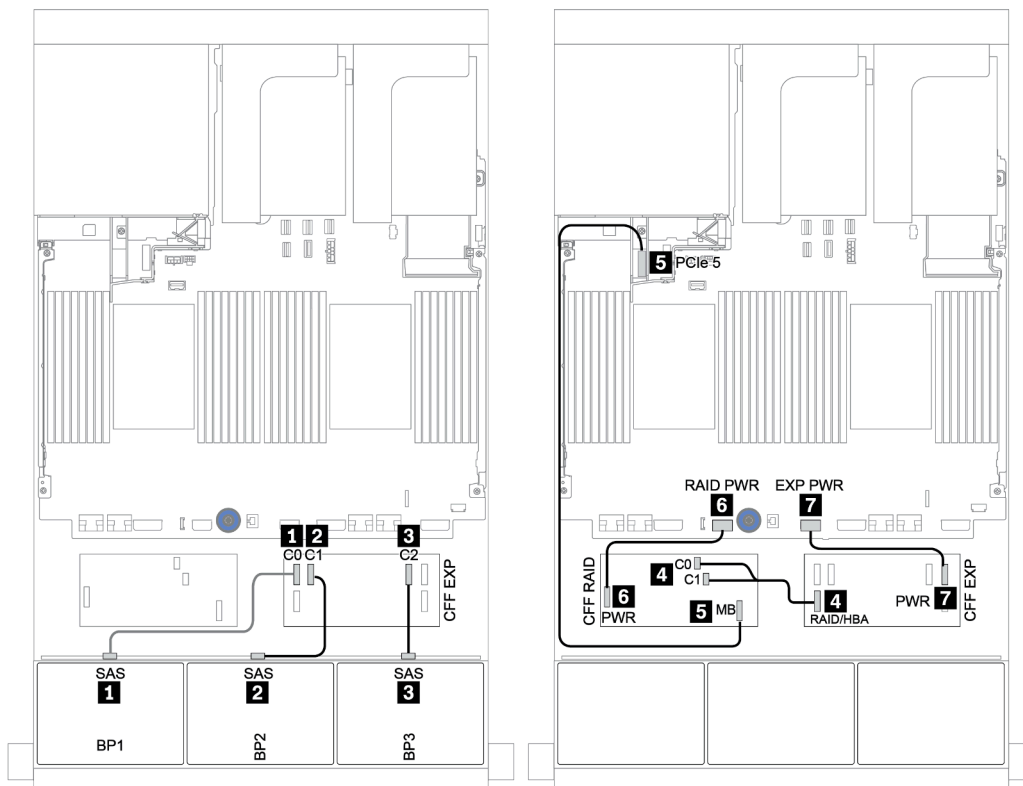 1 2 3
C0 C1 C2
CFF EXP
SAS SAS SAS
1 2 3
BP1 BP2 BP3
5 PCIe 5
RAID PWR EXP PWR
6 7
CFF RAID
C0
4 C1
6
PWR
5 MB
4
RAID/HBA
PWR 7
CFF EXP